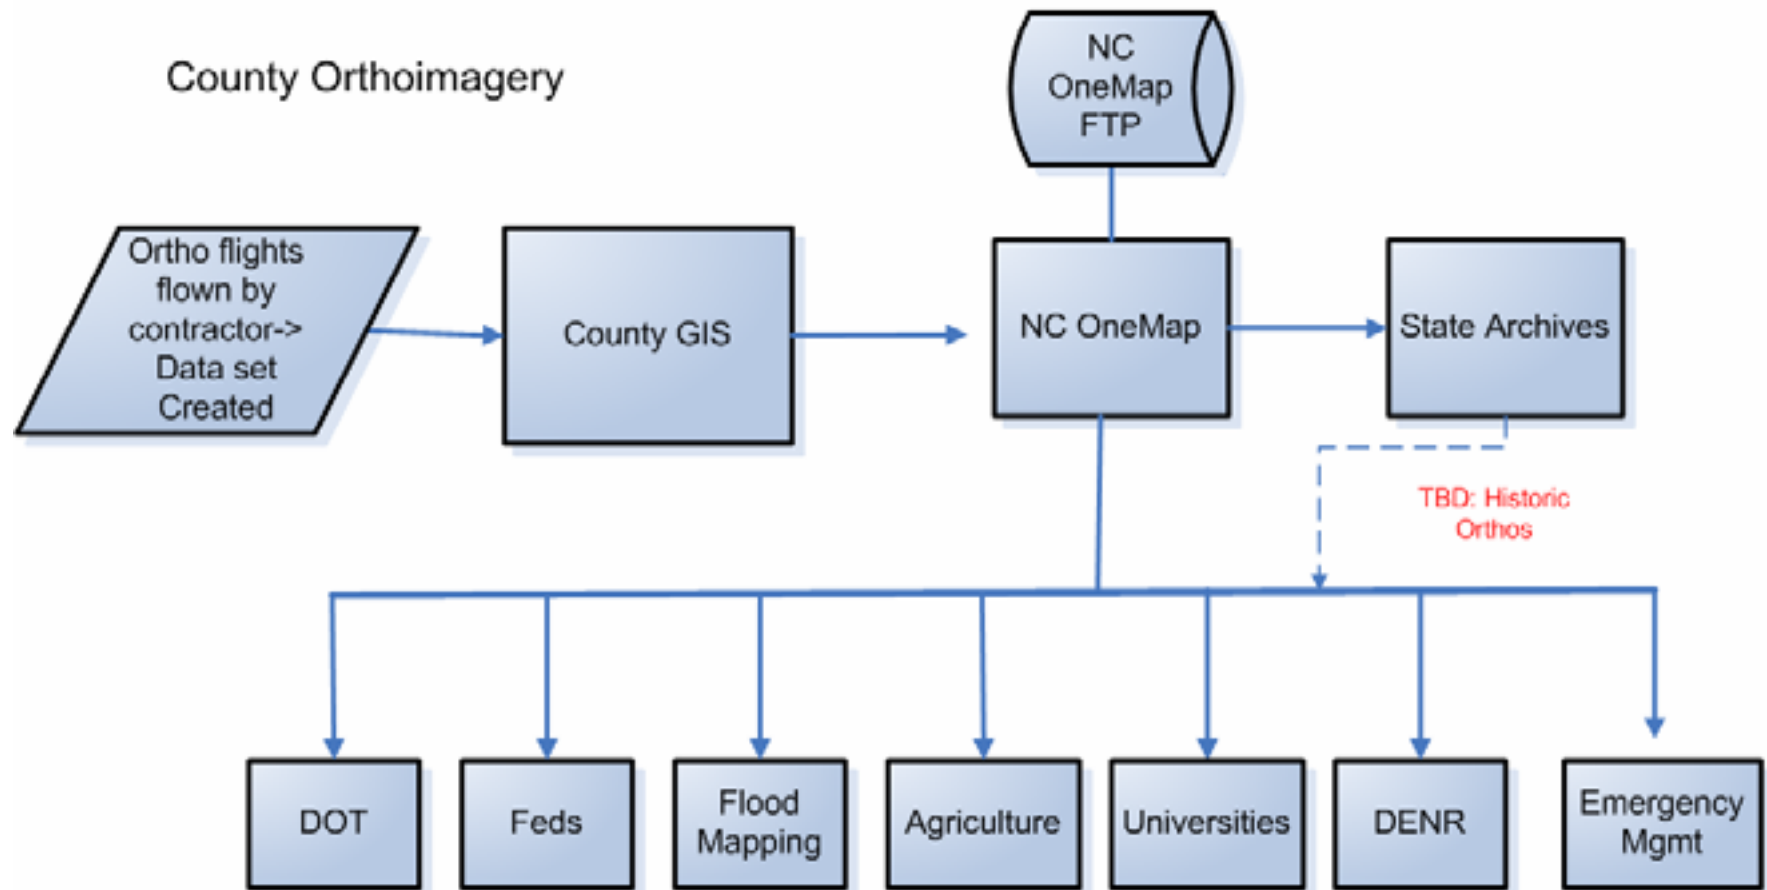 County Orthoimagery
NC
OneMap
FTP
Ortho flights
flown by
contractor->
Data set
Created
County GIS
NC OneMap
State Archives
TBD: Historic
Orthos
DOT
Feds
Flood
Mapping
Agriculture
Universities
DENR
Emergency
Mgmt